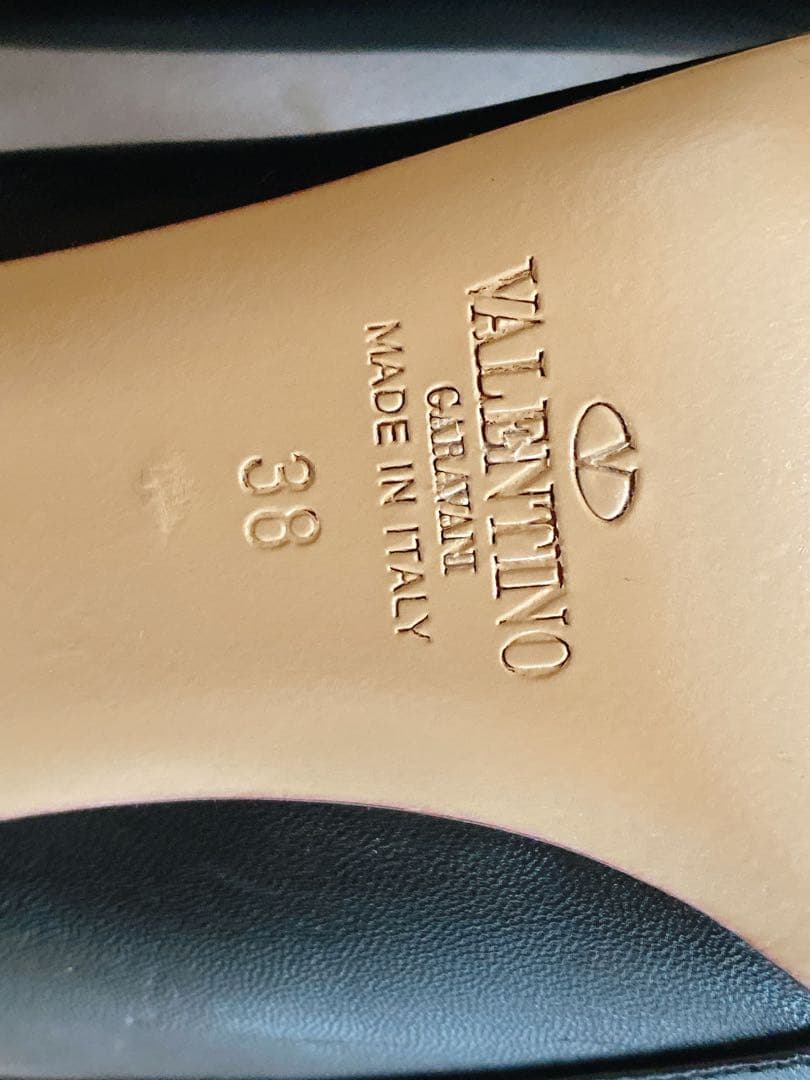 VALENTINO
GARAVANI
MADE IN ITALY
38